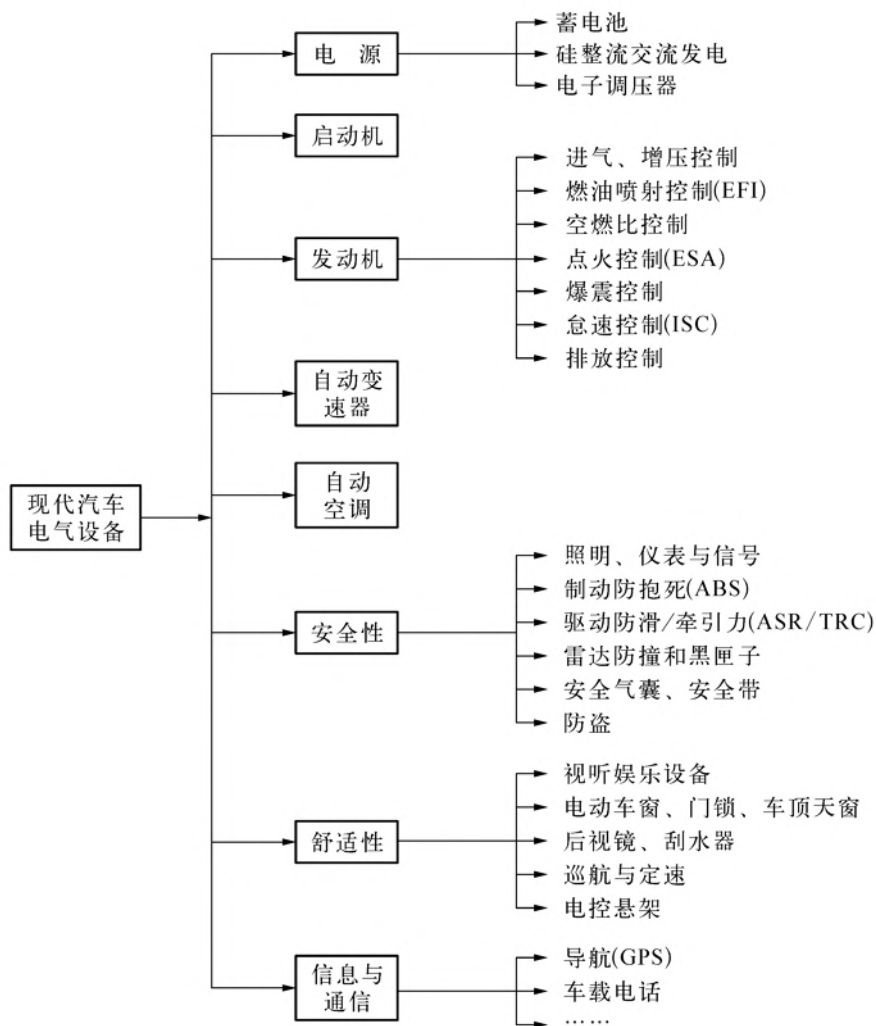 现代汽车
电气设备
电 源
蓄电池
硅整流交流发电
电子调压器
启动机
发动机
进气、增压控制
燃油喷射控制(EFI)
空燃比控制
点火控制(ESA)
爆震控制
怠速控制(ISC)
排放控制
自动变
速器
自动
空调
安全性
照明、仪表与信号
制动防抱死(ABS)
驱动防滑/牵引力(ASR/TRC)
雷达防撞和黑匣子
安全气囊、安全带
防盗
舒适性
视听娱乐设备
电动车窗、门锁、车顶天窗
后视镜、刮水器
巡航与定速
电控悬架
信息与
通信
导航(GPS)
车载电话
……